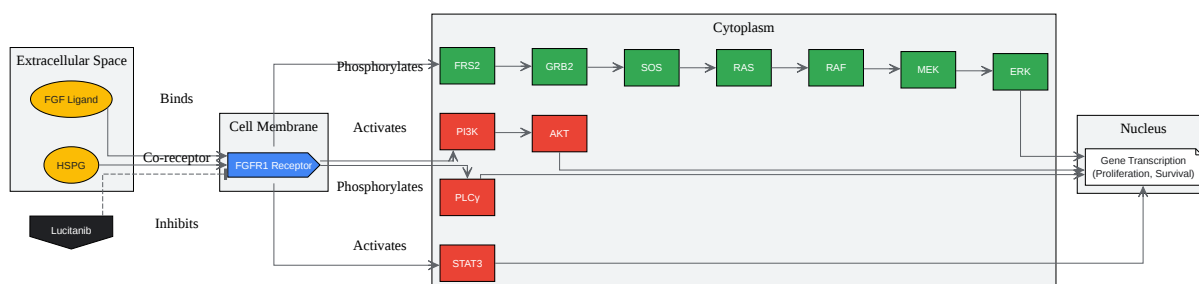 Cytoplasm
Extracellular Space
FGF Ligand
HSPG
Lucitanib
Binds
Co-receptor
Inhibits
Cell Membrane
FGFR1 Receptor
Phosphorylates
Activates
Phosphorylates
Activates
FRS2
GRB2
SOS
RAS
RAF
MEK
ERK
PI3K
AKT
PLCγ
STAT3
Nucleus
Gene Transcription
(Proliferation, Survival)